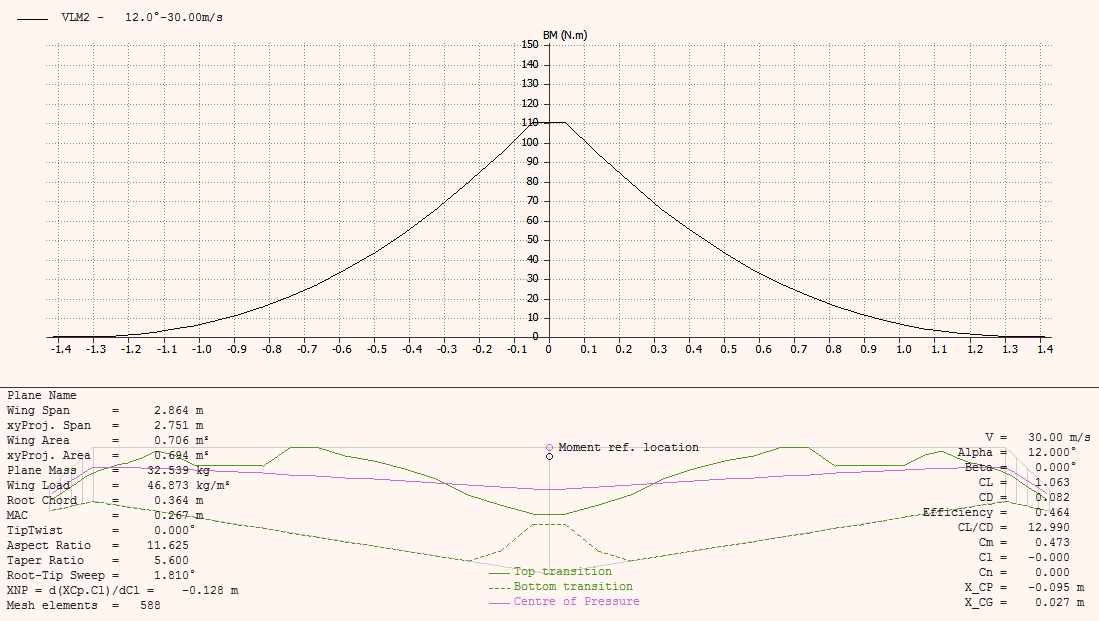 VLM2 -   12.0°-30.00m/s
BM (N.m)
150
140
130
120
110
100
90
80
70
60
50
40
30
20
10
0
-1.4 -1.3 -1.2 -1.1 -1.0 -0.9 -0.8 -0.7 -0.6 -0.5 -0.4 -0.3 -0.2 -0.1 0 0.1 0.2 0.3 0.4 0.5 0.6 0.7 0.8 0.9 1.0 1.1 1.2 1.3 1.4
Plane Name
Wing Span = 2.864 m
xyProj. Span = 2.751 m
Wing Area = 0.706 m²
xyProj. Area = 0.694 m²
Plane Mass = 32.539 kg
Wing Load = 46.873 kg/m²
Root Chord = 0.364 m
MAC = 0.267 m
TipTwist = 0.000°
Aspect Ratio = 11.625
Taper Ratio = 5.600
Root-Tip Sweep = 1.810°
XNP = d(XCp.Cl)/dCl = -0.128 m
Mesh elements = 588
Moment ref. location
Top transition
Bottom transition
Centre of Pressure
V = 30.00 m/s
Alpha = 12.000°
Beta = 0.000°
CL = 1.063
CD = 0.082
Efficiency = 0.464
CL/CD = 12.990
Cm = 0.473
Cl = -0.000
Cn = 0.000
X_CP = -0.095 m
X_CG = 0.027 m